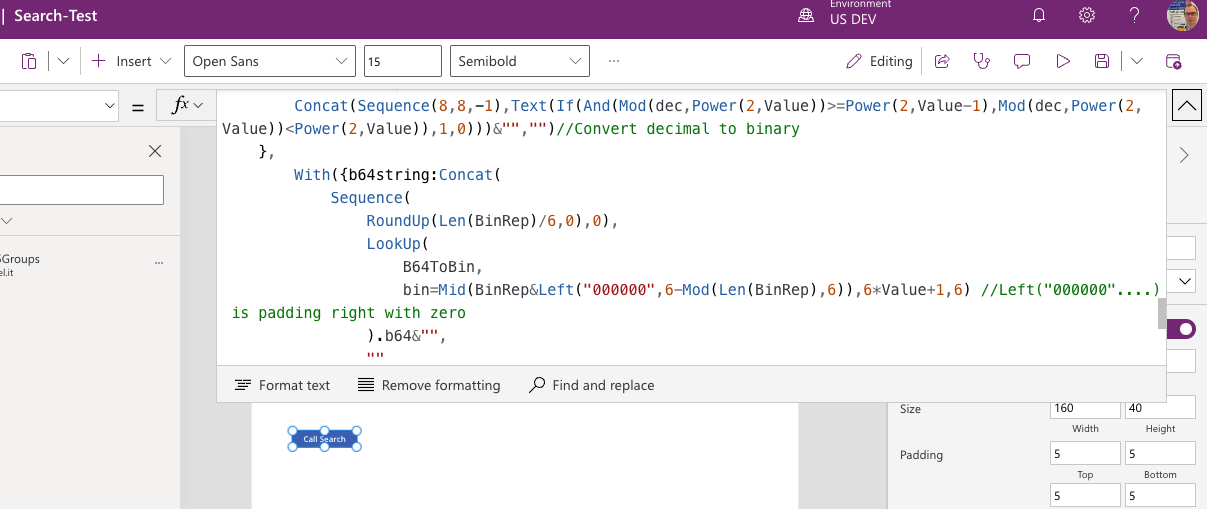 Environment
| Search-Test
US DEV
Insert
Open Sans
15
Semibold
...
Editing
= fx
Concat(Sequence(8,8,-1),Text(If(And(Mod(dec,Power(2,Value))>=Power(2,Value-1),Mod(dec,Power(2,
Value))<Power(2,Value)),1,0)))&"","")//Convert decimal to binary
},
With({b64string:Concat(
Sequence(
RoundUp(Len(BinRep)/6,0),0),
LookUp(
B64ToBin,
bin=Mid(BinRep&Left("000000",6-Mod(Len(BinRep),6)),6*Value+1,6) //Left("000000"....)
is padding right with zero
).b64&"",
""
Format text
Remove formatting
Find and replace
SGroups
...
el.it
Call Search
Size
160
40
Width
Height
Padding
5
5
Top
Bottom
5
5